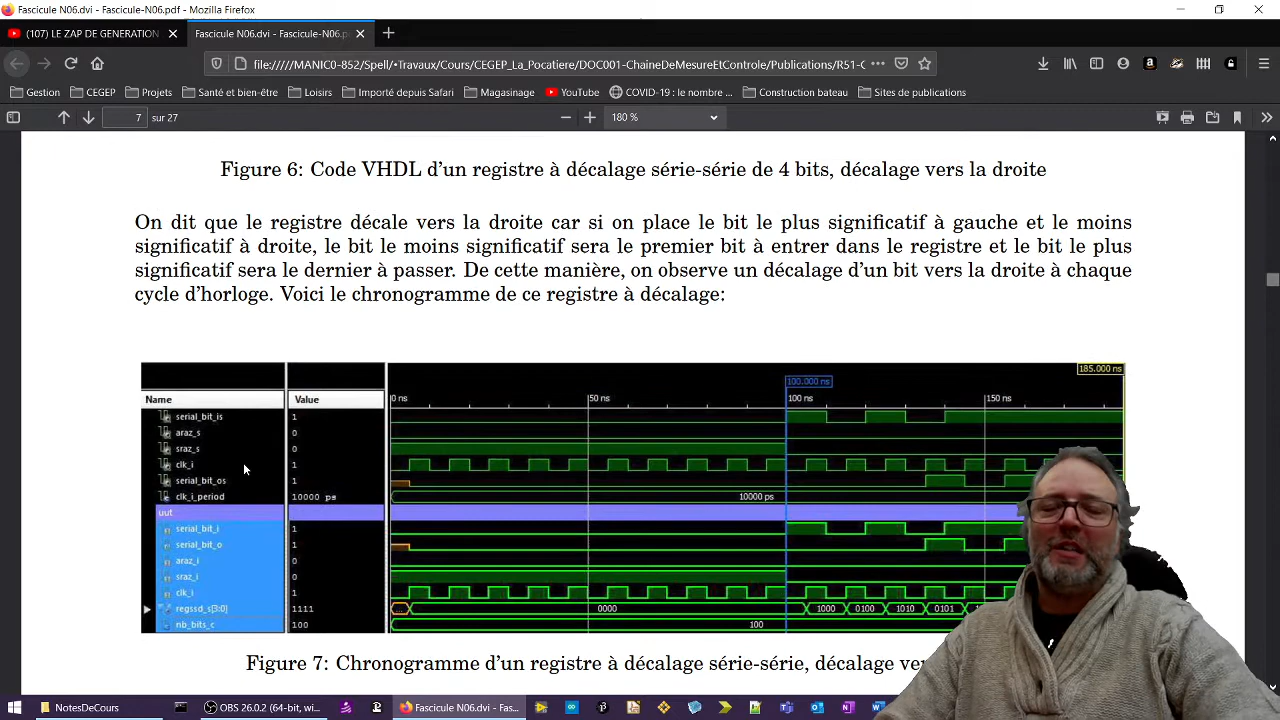 Fascicule N06.dvi - Fascicule-N06.pdf - Mozilla Firefox
(107) LE ZAP DE GENERATION
Fascicule N06.dvi - Fascicule-N06.p
file://///MANIC0-852/Spell/•Travaux/Cours/CEGEP_La_Pocatiere/DOC001-ChaineDeMesureEtControle/Publications/R51-C
Gestion CEGEP Projets Santé et bien-être Loisirs Importé depuis Safari Magasinage YouTube COVID-19 : le nombre ... Construction bateau Sites de publications
7 sur 27 180 %
Figure 6: Code VHDL d'un registre à décalage série-série de 4 bits, décalage vers la droite
On dit que le registre décale vers la droite car si on place le bit le plus significatif à gauche et le moins
significatif à droite, le bit le moins significatif sera le premier bit à entrer dans le registre et le bit le plus
significatif sera le dernier à passer. De cette manière, on observe un décalage d'un bit vers la droite à chaque
cycle d'horloge. Voici le chronogramme de ce registre à décalage:
185.000 ns
100.000 ns
Name Value 0 ns 50 ns 100 ns 150 ns
serial_bit_is 1
araz_s 0
sraz_s 0
clk_i 1
serial_bit_os 1
clk_i_period 10000 ps 10000 ps
uut
serial_bit_i 1
serial_bit_o 1
araz_i 0
sraz_i 0
clk_i 1
regssd_s[3:0] 1111 ... 0000 1000 0100 1010 0101
nb_bits_c 100 100
Figure 7: Chronogramme d'un registre à décalage série-série, décalage ve
NotesDeCours OBS 26.0.2 (64-bit, wi... Fascicule N06.dvi - Fas...